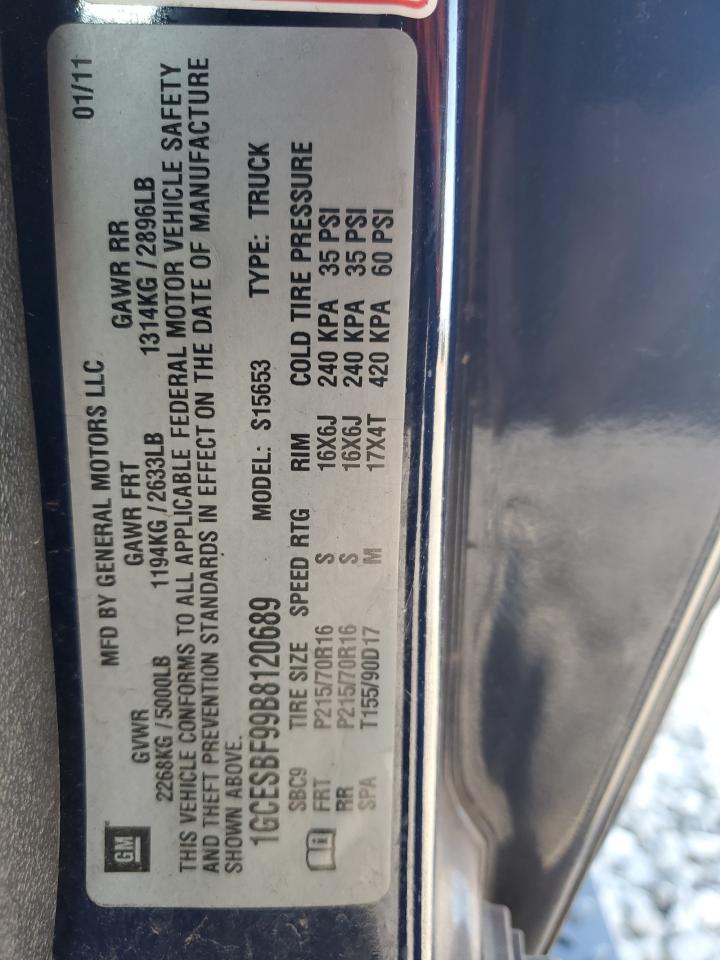 GM
MFD BY GENERAL MOTORS LLC 01/11
GVWR GAWR FRT GAWR RR
2268KG / 5000LB 1194KG / 2633LB 1314KG / 2896LB
THIS VEHICLE CONFORMS TO ALL APPLICABLE FEDERAL MOTOR VEHICLE SAFETY
AND THEFT PREVENTION STANDARDS IN EFFECT ON THE DATE OF MANUFACTURE
SHOWN ABOVE.
1GCESBF99B8120689 MODEL: S15653 TYPE: TRUCK
SBC9 TIRE SIZE SPEED RTG RIM COLD TIRE PRESSURE
FRT P215/70R16 S 16X6J 240 KPA 35 PSI
RR P215/70R16 S 16X6J 240 KPA 35 PSI
SPA T155/90D17 M 17X4T 420 KPA 60 PSI